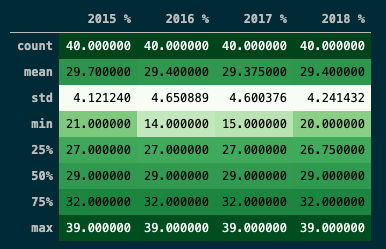 2015 % 2016 % 2017 % 2018 %
count 40.000000 40.000000 40.000000 40.000000
mean 29.700000 29.400000 29.375000 29.400000
std 4.121240 4.650889 4.600376 4.241432
min 21.000000 14.000000 15.000000 20.000000
25% 27.000000 27.000000 27.000000 26.750000
50% 29.000000 29.000000 29.000000 29.000000
75% 32.000000 32.000000 32.000000 32.000000
max 39.000000 39.000000 39.000000 39.000000